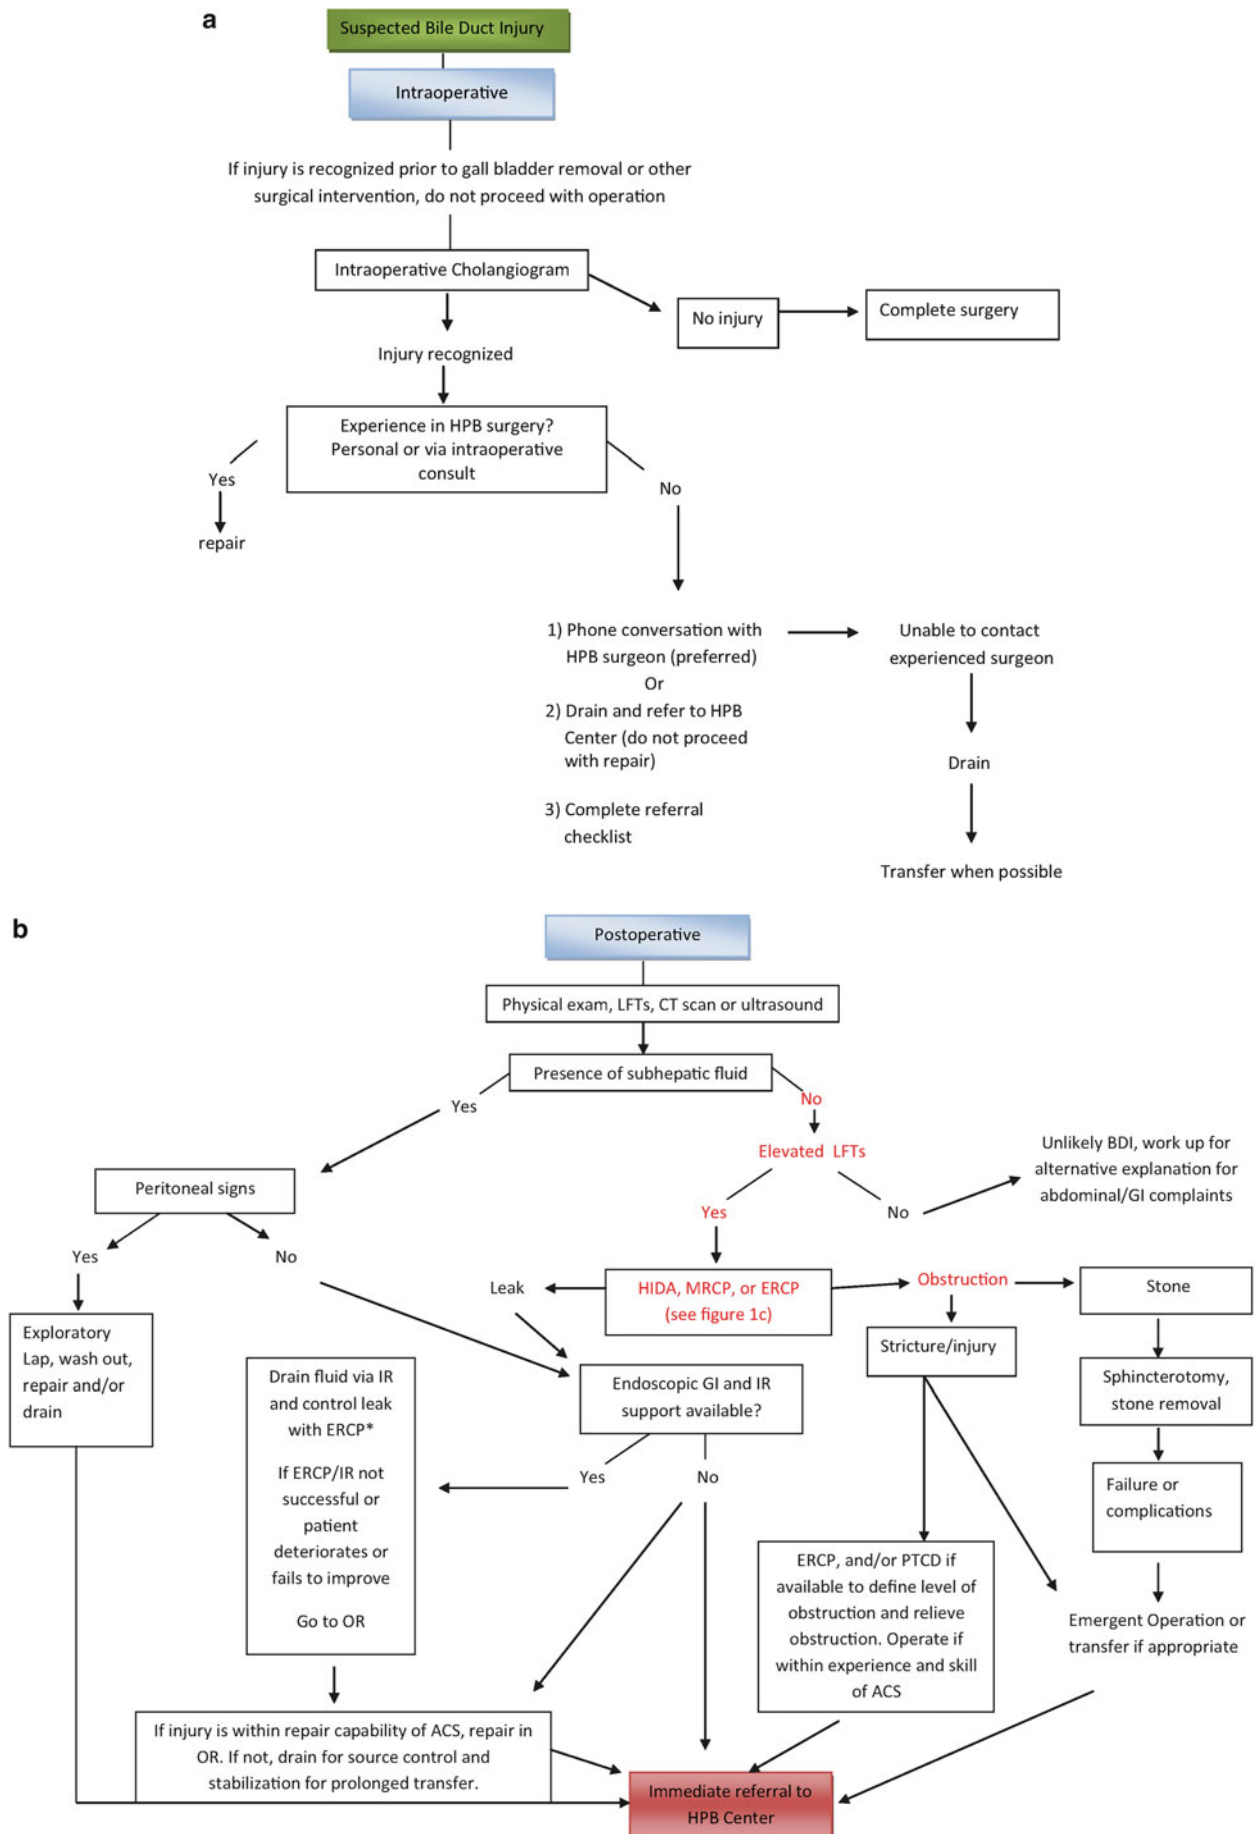 a
Suspected Bile Duct Injury
Intraoperative
If injury is recognized prior to gall bladder removal or other
surgical intervention, do not proceed with operation
Intraoperative Cholangiogram
No injury
Complete surgery
Injury recognized
Experience in HPB surgery?
Personal or via intraoperative
consult
Yes
repair
No
1) Phone conversation with
HPB surgeon (preferred)
Or
2) Drain and refer to HPB
Center (do not proceed
with repair)
3) Complete referral
checklist
Unable to contact
experienced surgeon
Drain
Transfer when possible
b
Postoperative
Physical exam, LFTs, CT scan or ultrasound
Presence of subhepatic fluid
Yes
No
Elevated LFTs
Yes
No
Unlikely BDI, work up for
alternative explanation for
abdominal/GI complaints
Peritoneal signs
Yes
No
Exploratory
Lap, wash out,
repair and/or
drain
Leak
HIDA, MRCP, or ERCP
(see figure 1c)
Obstruction
Stone
Stricture/injury
Sphincterotomy,
stone removal
Failure or
complications
Emergent Operation or
transfer if appropriate
Drain fluid via IR
and control leak
with ERCP*
If ERCP/IR not
successful or
patient
deteriorates or
fails to improve
Go to OR
Endoscopic GI and IR
support available?
Yes
No
ERCP, and/or PTCD if
available to define level of
obstruction and relieve
obstruction. Operate if
within experience and skill
of ACS
If injury is within repair capability of ACS, repair in
OR. If not, drain for source control and
stabilization for prolonged transfer.
Immediate referral to
HPB Center